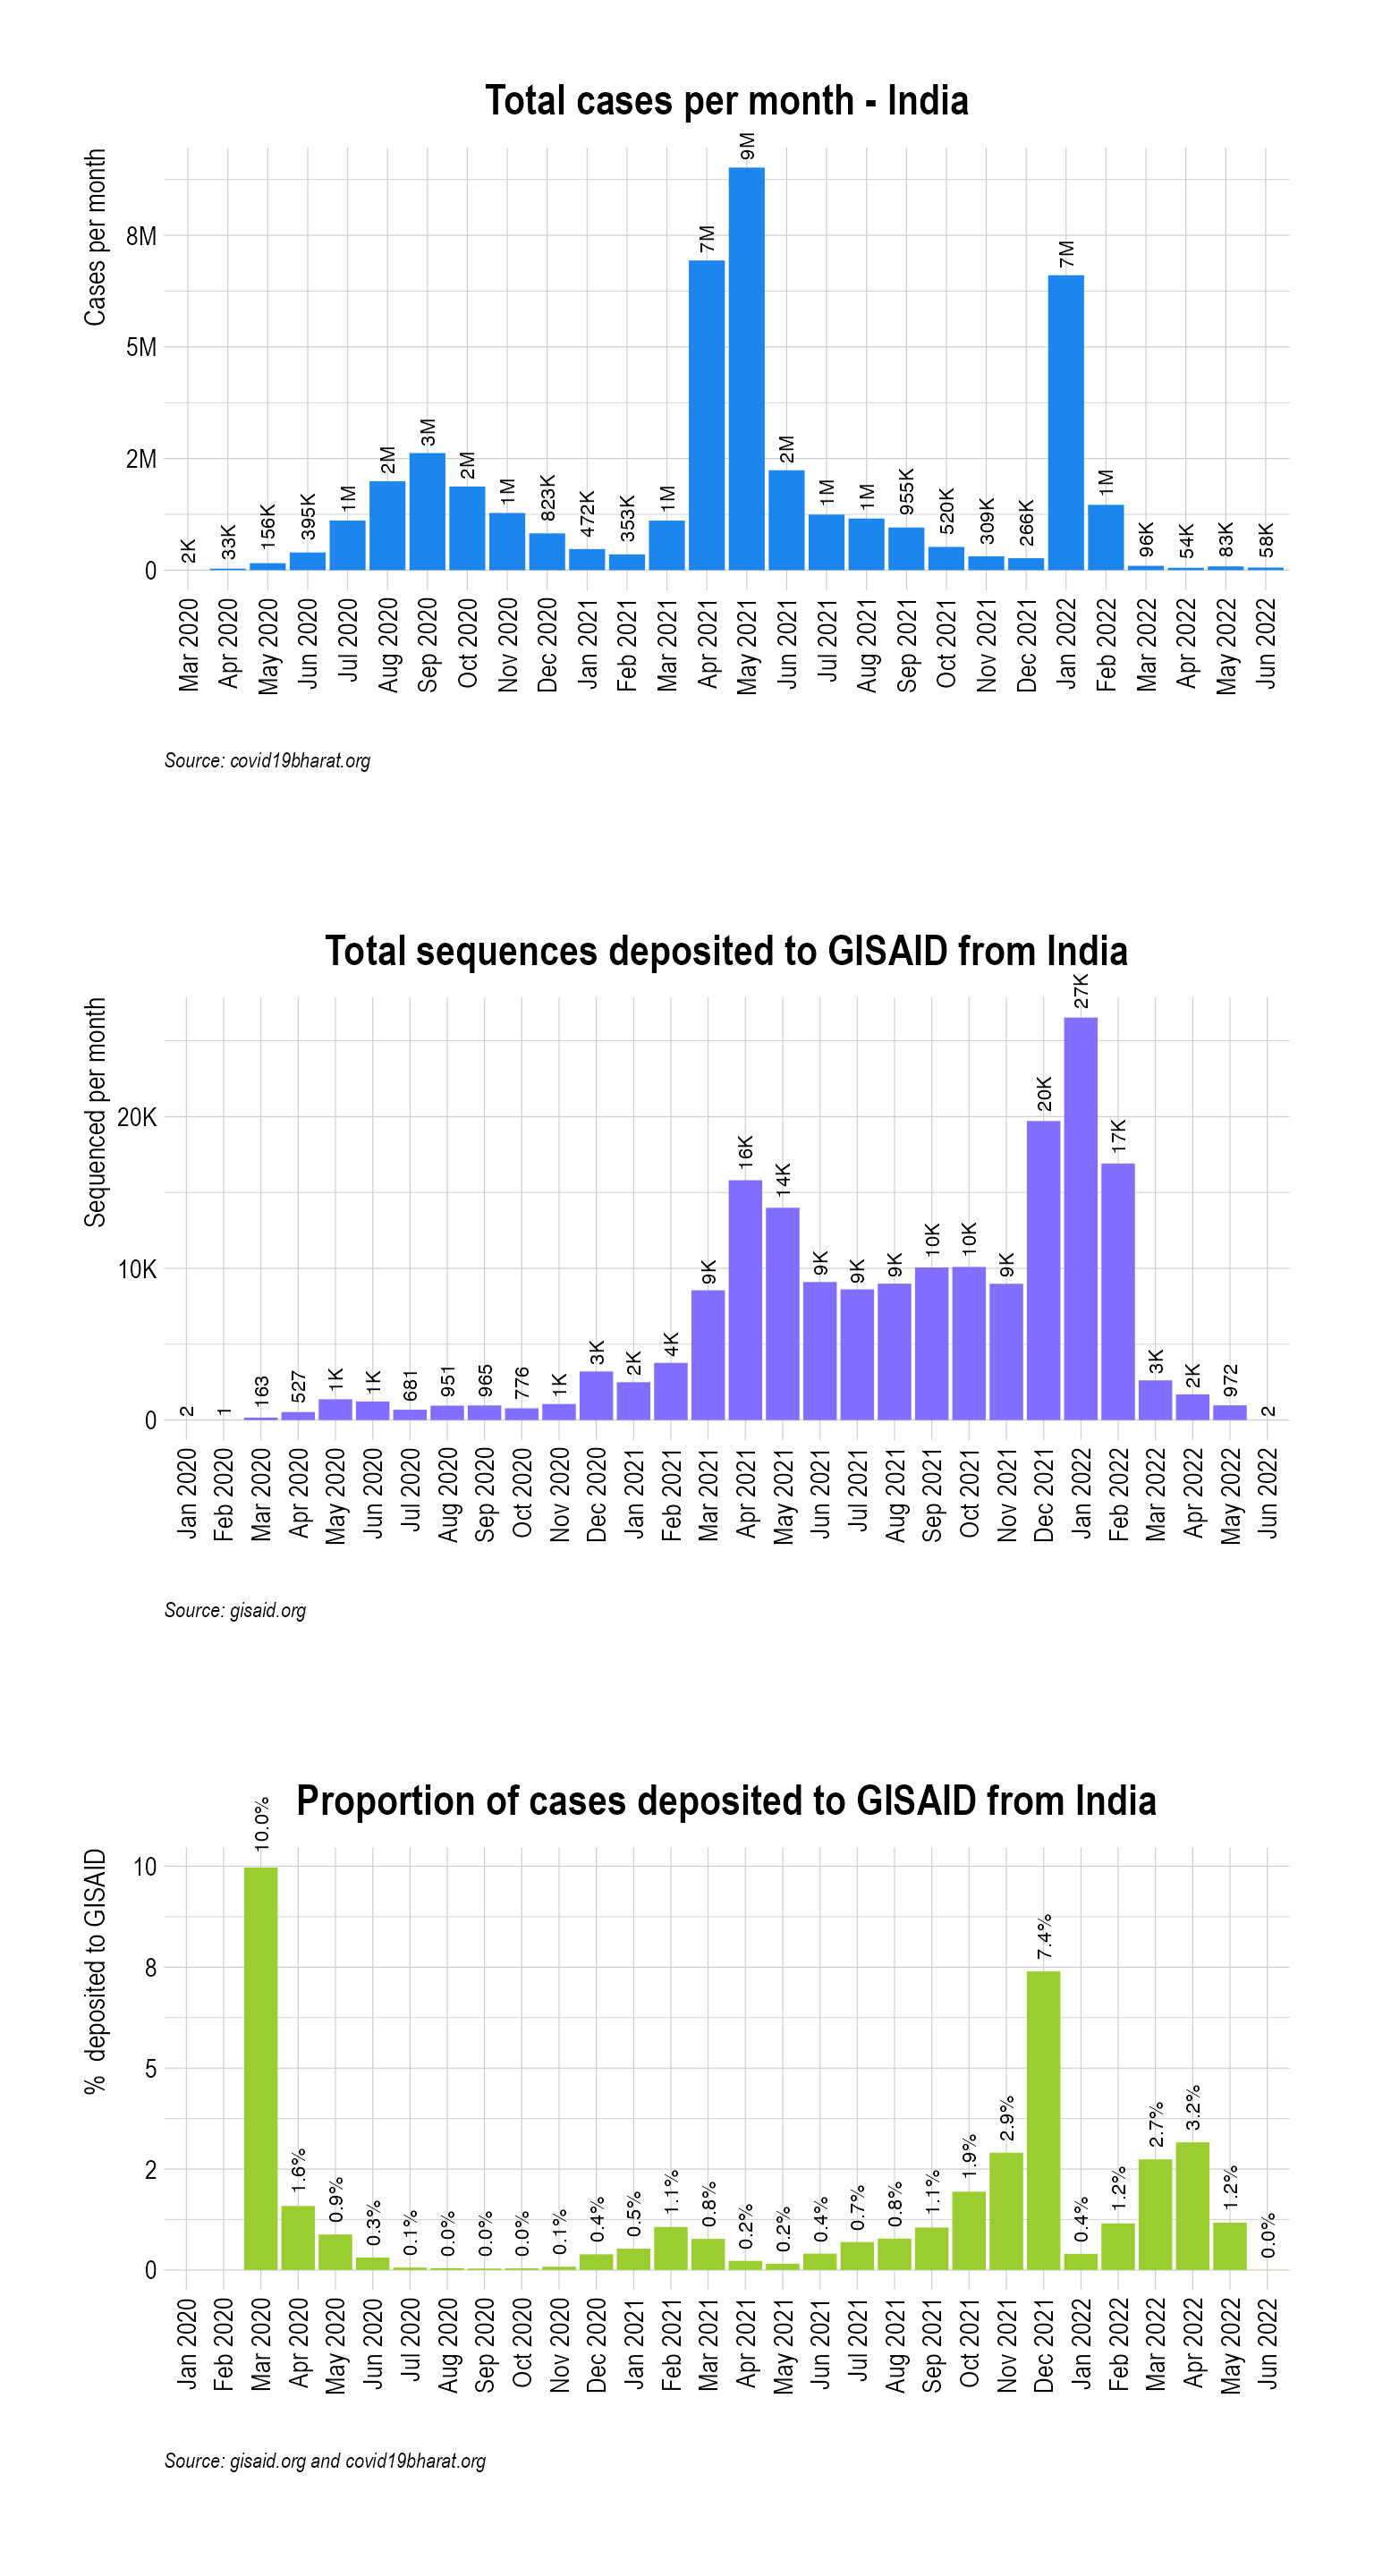 Total cases per month - India
Cases per month
8M
5M
2M
0
2K
33K
156K
395K
1M
2M
3M
2M
1M
823K
472K
353K
1M
7M
9M
2M
1M
1M
955K
520K
309K
266K
7M
1M
96K
54K
83K
58K
Mar 2020
Apr 2020
May 2020
Jun 2020
Jul 2020
Aug 2020
Sep 2020
Oct 2020
Nov 2020
Dec 2020
Jan 2021
Feb 2021
Mar 2021
Apr 2021
May 2021
Jun 2021
Jul 2021
Aug 2021
Sep 2021
Oct 2021
Nov 2021
Dec 2021
Jan 2022
Feb 2022
Mar 2022
Apr 2022
May 2022
Jun 2022
Source: covid19bharat.org
Total sequences deposited to GISAID from India
Sequenced per month
20K
10K
0
2
1
163
527
1K
1K
681
951
965
776
1K
3K
2K
4K
9K
16K
14K
9K
9K
9K
10K
10K
9K
20K
27K
17K
3K
2K
972
2
Jan 2020
Feb 2020
Mar 2020
Apr 2020
May 2020
Jun 2020
Jul 2020
Aug 2020
Sep 2020
Oct 2020
Nov 2020
Dec 2020
Jan 2021
Feb 2021
Mar 2021
Apr 2021
May 2021
Jun 2021
Jul 2021
Aug 2021
Sep 2021
Oct 2021
Nov 2021
Dec 2021
Jan 2022
Feb 2022
Mar 2022
Apr 2022
May 2022
Jun 2022
Source: gisaid.org
Proportion of cases deposited to GISAID from India
% deposited to GISAID
10
8
5
2
0
10.0%
1.6%
0.9%
0.3%
0.1%
0.0%
0.0%
0.0%
0.1%
0.4%
0.5%
1.1%
0.8%
0.2%
0.2%
0.4%
0.7%
0.8%
1.1%
1.9%
2.9%
7.4%
0.4%
1.2%
2.7%
3.2%
1.2%
0.0%
Jan 2020
Feb 2020
Mar 2020
Apr 2020
May 2020
Jun 2020
Jul 2020
Aug 2020
Sep 2020
Oct 2020
Nov 2020
Dec 2020
Jan 2021
Feb 2021
Mar 2021
Apr 2021
May 2021
Jun 2021
Jul 2021
Aug 2021
Sep 2021
Oct 2021
Nov 2021
Dec 2021
Jan 2022
Feb 2022
Mar 2022
Apr 2022
May 2022
Jun 2022
Source: gisaid.org and covid19bharat.org